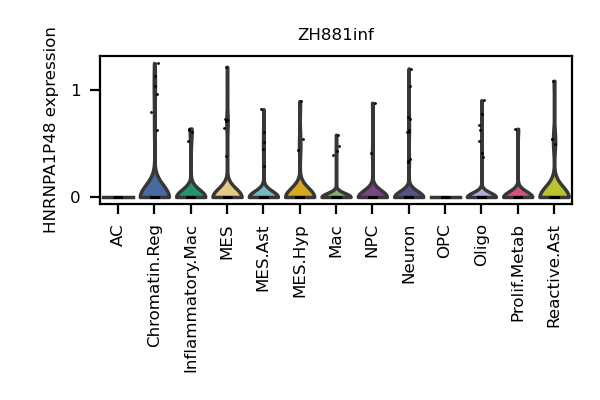 ZH881inf
HNRNPA1P48 expression
1
0
AC
Chromatin.Reg
Inflammatory.Mac
MES
MES.Ast
MES.Hyp
Mac
NPC
Neuron
OPC
Oligo
Prolif.Metab
Reactive.Ast